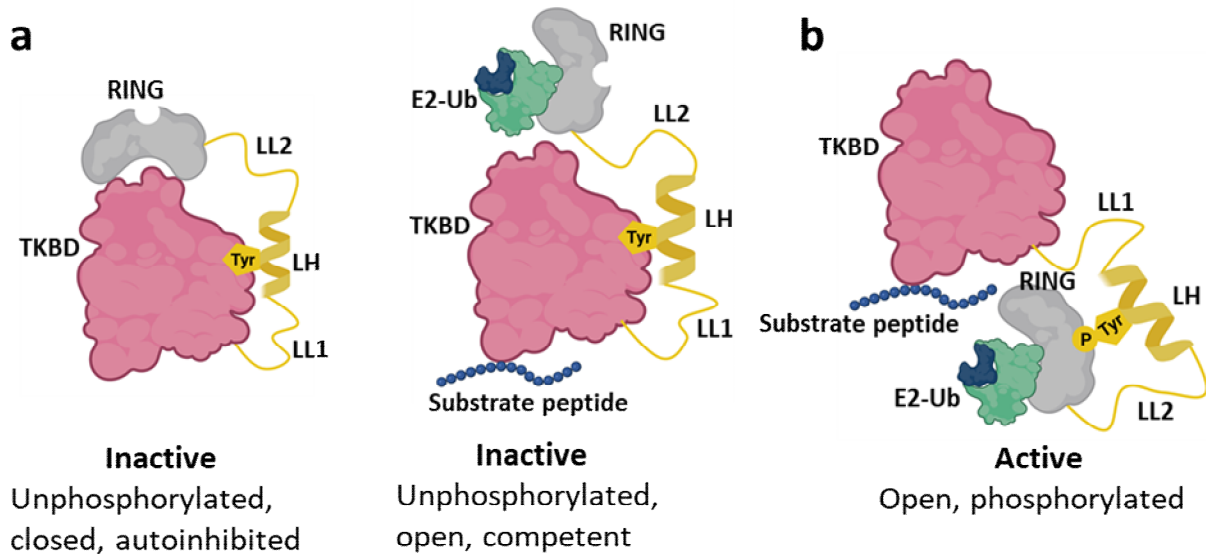 a
RING
LL2
TKBD
Tyr
LH
LL1
Inactive
Unphosphorylated,
closed, autoinhibited
RING
E2-Ub
LL2
TKBD
Tyr
LH
LL1
Substrate peptide
Inactive
Unphosphorylated,
open, competent
b
TKBD
LL1
RING
LH
Substrate peptide
P
Tyr
E2-Ub
LL2
Active
Open, phosphorylated